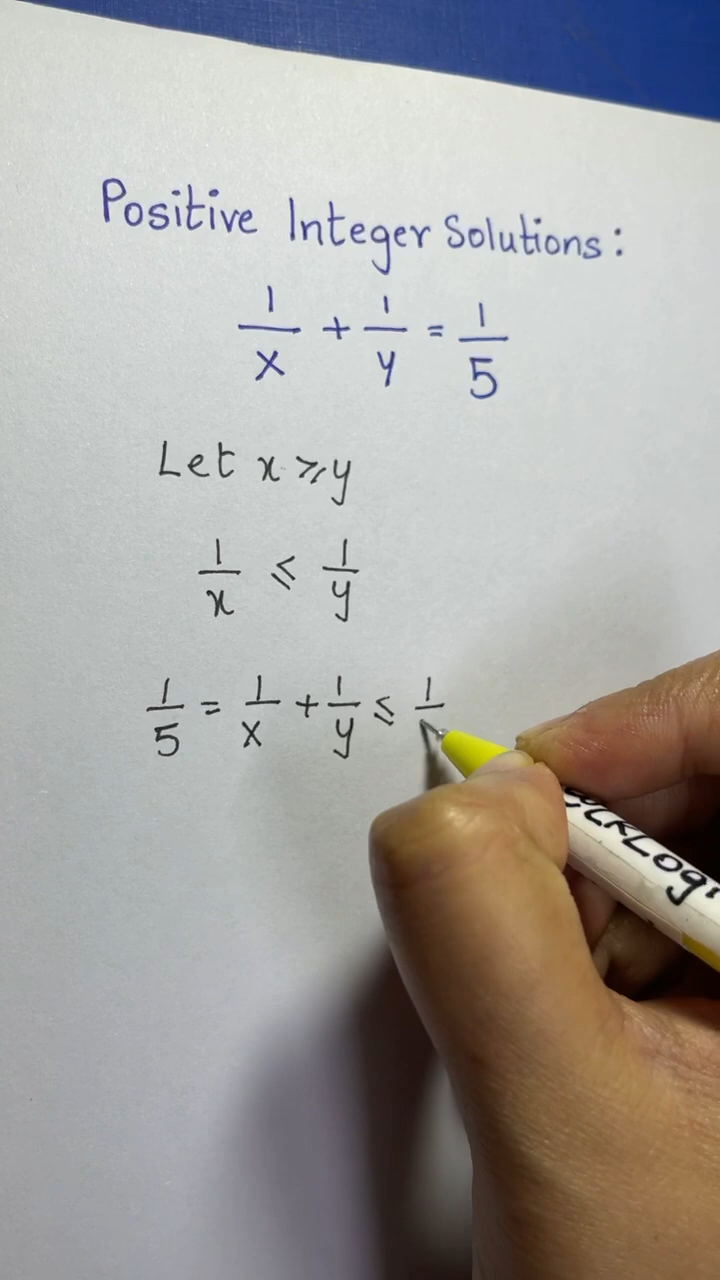 Positive Integer Solutions:
1/x + 1/y = 1/5
Let x ⩾ y
1/x ⩽ 1/y
1/5 = 1/x + 1/y ⩽ 1/